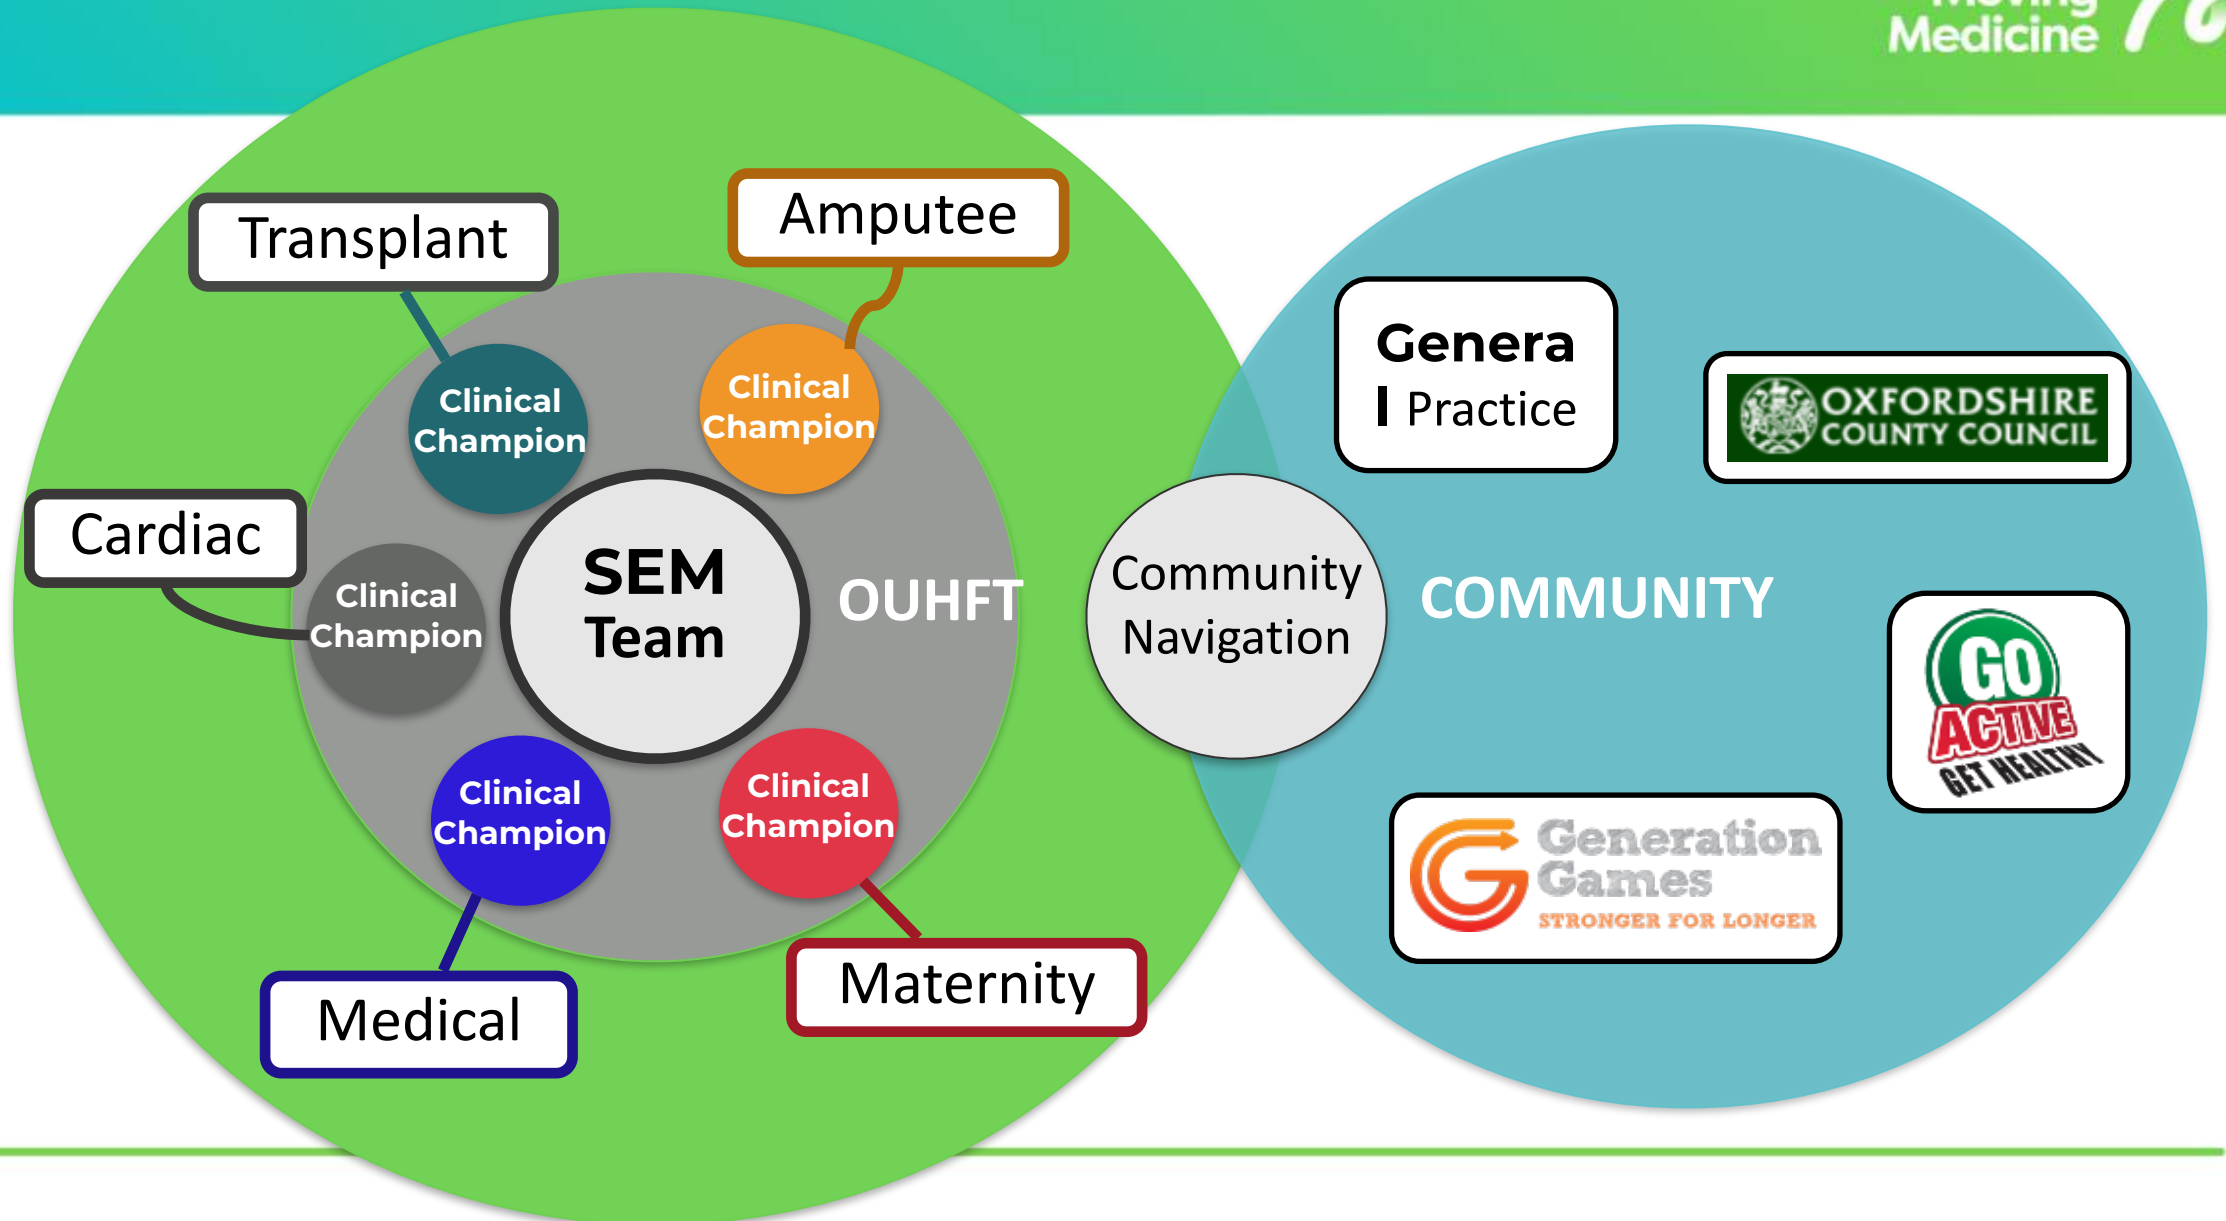 Moving
Medicine
Transplant
Amputee
Cardiac
Clinical
Champion
Clinical
Champion
Clinical
Champion
SEM
Team
OUHFT
Clinical
Champion
Clinical
Champion
Medical
Maternity
Community
Navigation
COMMUNITY
Genera
l Practice
OXFORDSHIRE
COUNTY COUNCIL
GO
ACTIVE
GET HEALTHY
Generation
Games
STRONGER FOR LONGER